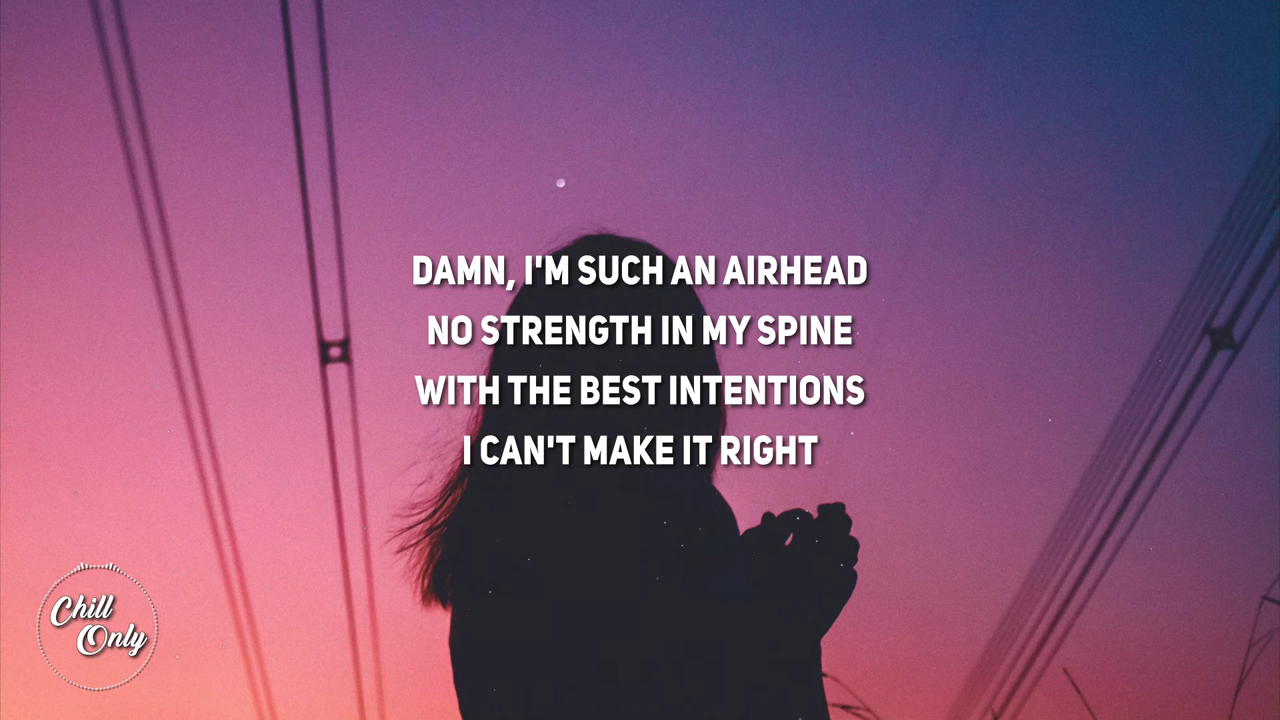 DAMN, I'M SUCH AN AIRHEAD
NO STRENGTH IN MY SPINE
WITH THE BEST INTENTIONS
I CAN'T MAKE IT RIGHT
Chill
Only